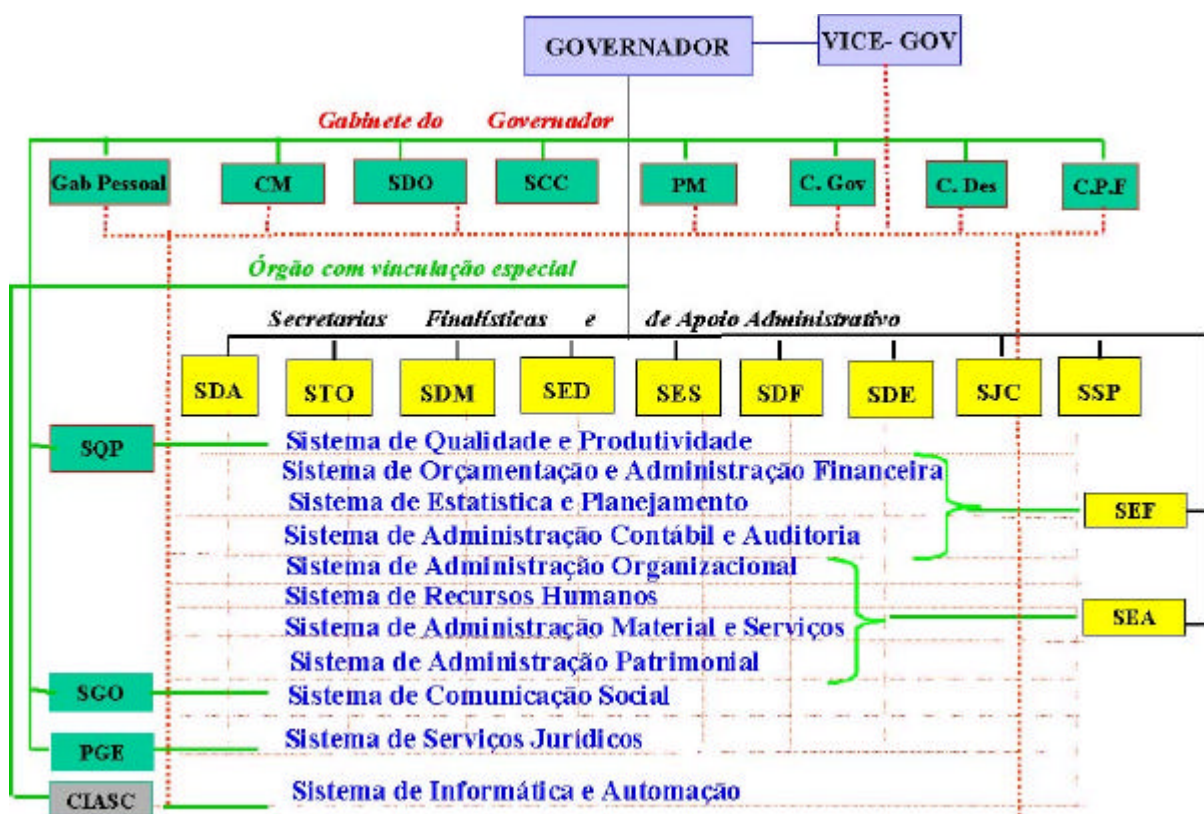 GOVERNADOR
VICE- GOV
Gabinete do Governador
Gab Pessoal
CM
SDO
SCC
PM
C. Gov
C. Des
C.P.F
Órgão com vinculação especial
Secretarias Finalísticas e de Apoio Administrativo
SDA
STO
SDM
SED
SES
SDF
SDE
SJC
SSP
SQP
Sistema de Qualidade e Produtividade
Sistema de Orçamentação e Administração Financeira
Sistema de Estatística e Planejamento
SEF
Sistema de Administração Contábil e Auditoria
Sistema de Administração Organizacional
Sistema de Recursos Humanos
SEA
Sistema de Administração Material e Serviços
Sistema de Administração Patrimonial
SGO
Sistema de Comunicação Social
PGE
Sistema de Serviços Jurídicos
CIASC
Sistema de Informática e Automação